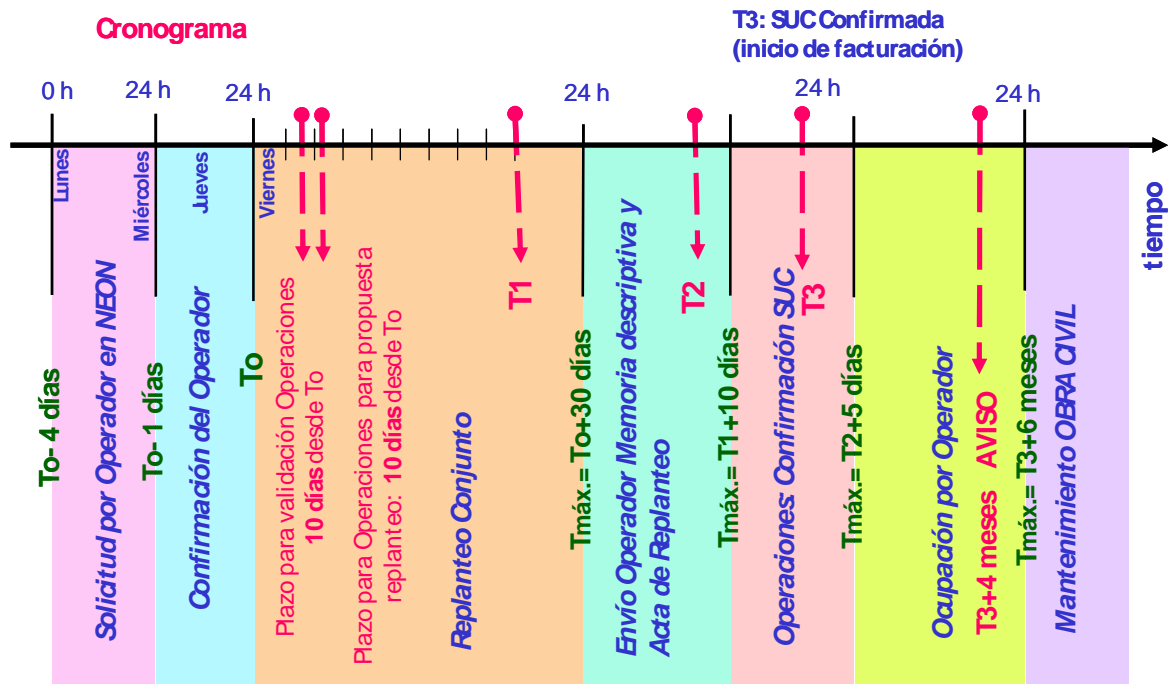 Cronograma
T3: SUC Confirmada
(inicio de facturación)
0 h
24 h
24 h
24 h
24 h
24 h
Lunes
Miércoles
Jueves
Viernes
tiempo
To- 4 días
Solicitud por Operador en NEON
To- 1 días
Confirmación del Operador
To
Plazo para validación Operaciones
10 días desde To
Plazo para Operaciones para propuesta
replanteo: 10 días desde To
Replanteo Conjunto
T1
Tmáx.= To+30 días
Envío Operador Memoria descriptiva y
Acta de Replanteo
T2
Tmáx.= T1+10 días
Operaciones: Confirmación SUC
T3
Tmáx.= T2+5 días
Ocupación por Operador
T3+4 meses AVISO
Tmáx.= T3+6 meses
Mantenimiento OBRA CIVIL